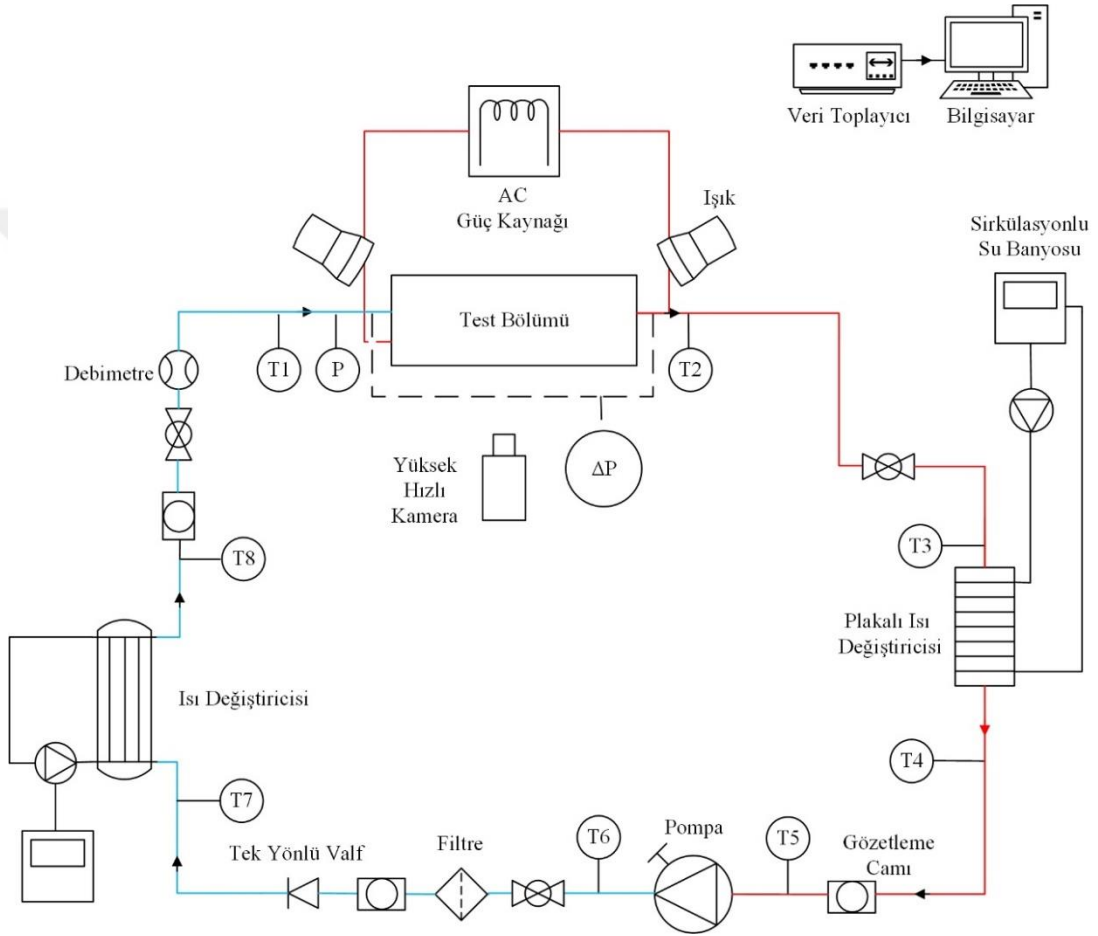 Veri Toplayıcı
Bilgisayar
AC
Güç Kaynağı
Işık
Sirkülasyonlu
Su Banyosu
Test Bölümü
Debimetre
T1
P
T2
Yüksek
Hızlı
Kamera
ΔP
T8
T3
Plakalı Isı
Değiştiricisi
Isı Değiştiricisi
T4
T7
Tek Yönlü Valf
Filtre
T6
Pompa
T5
Gözetleme
Camı